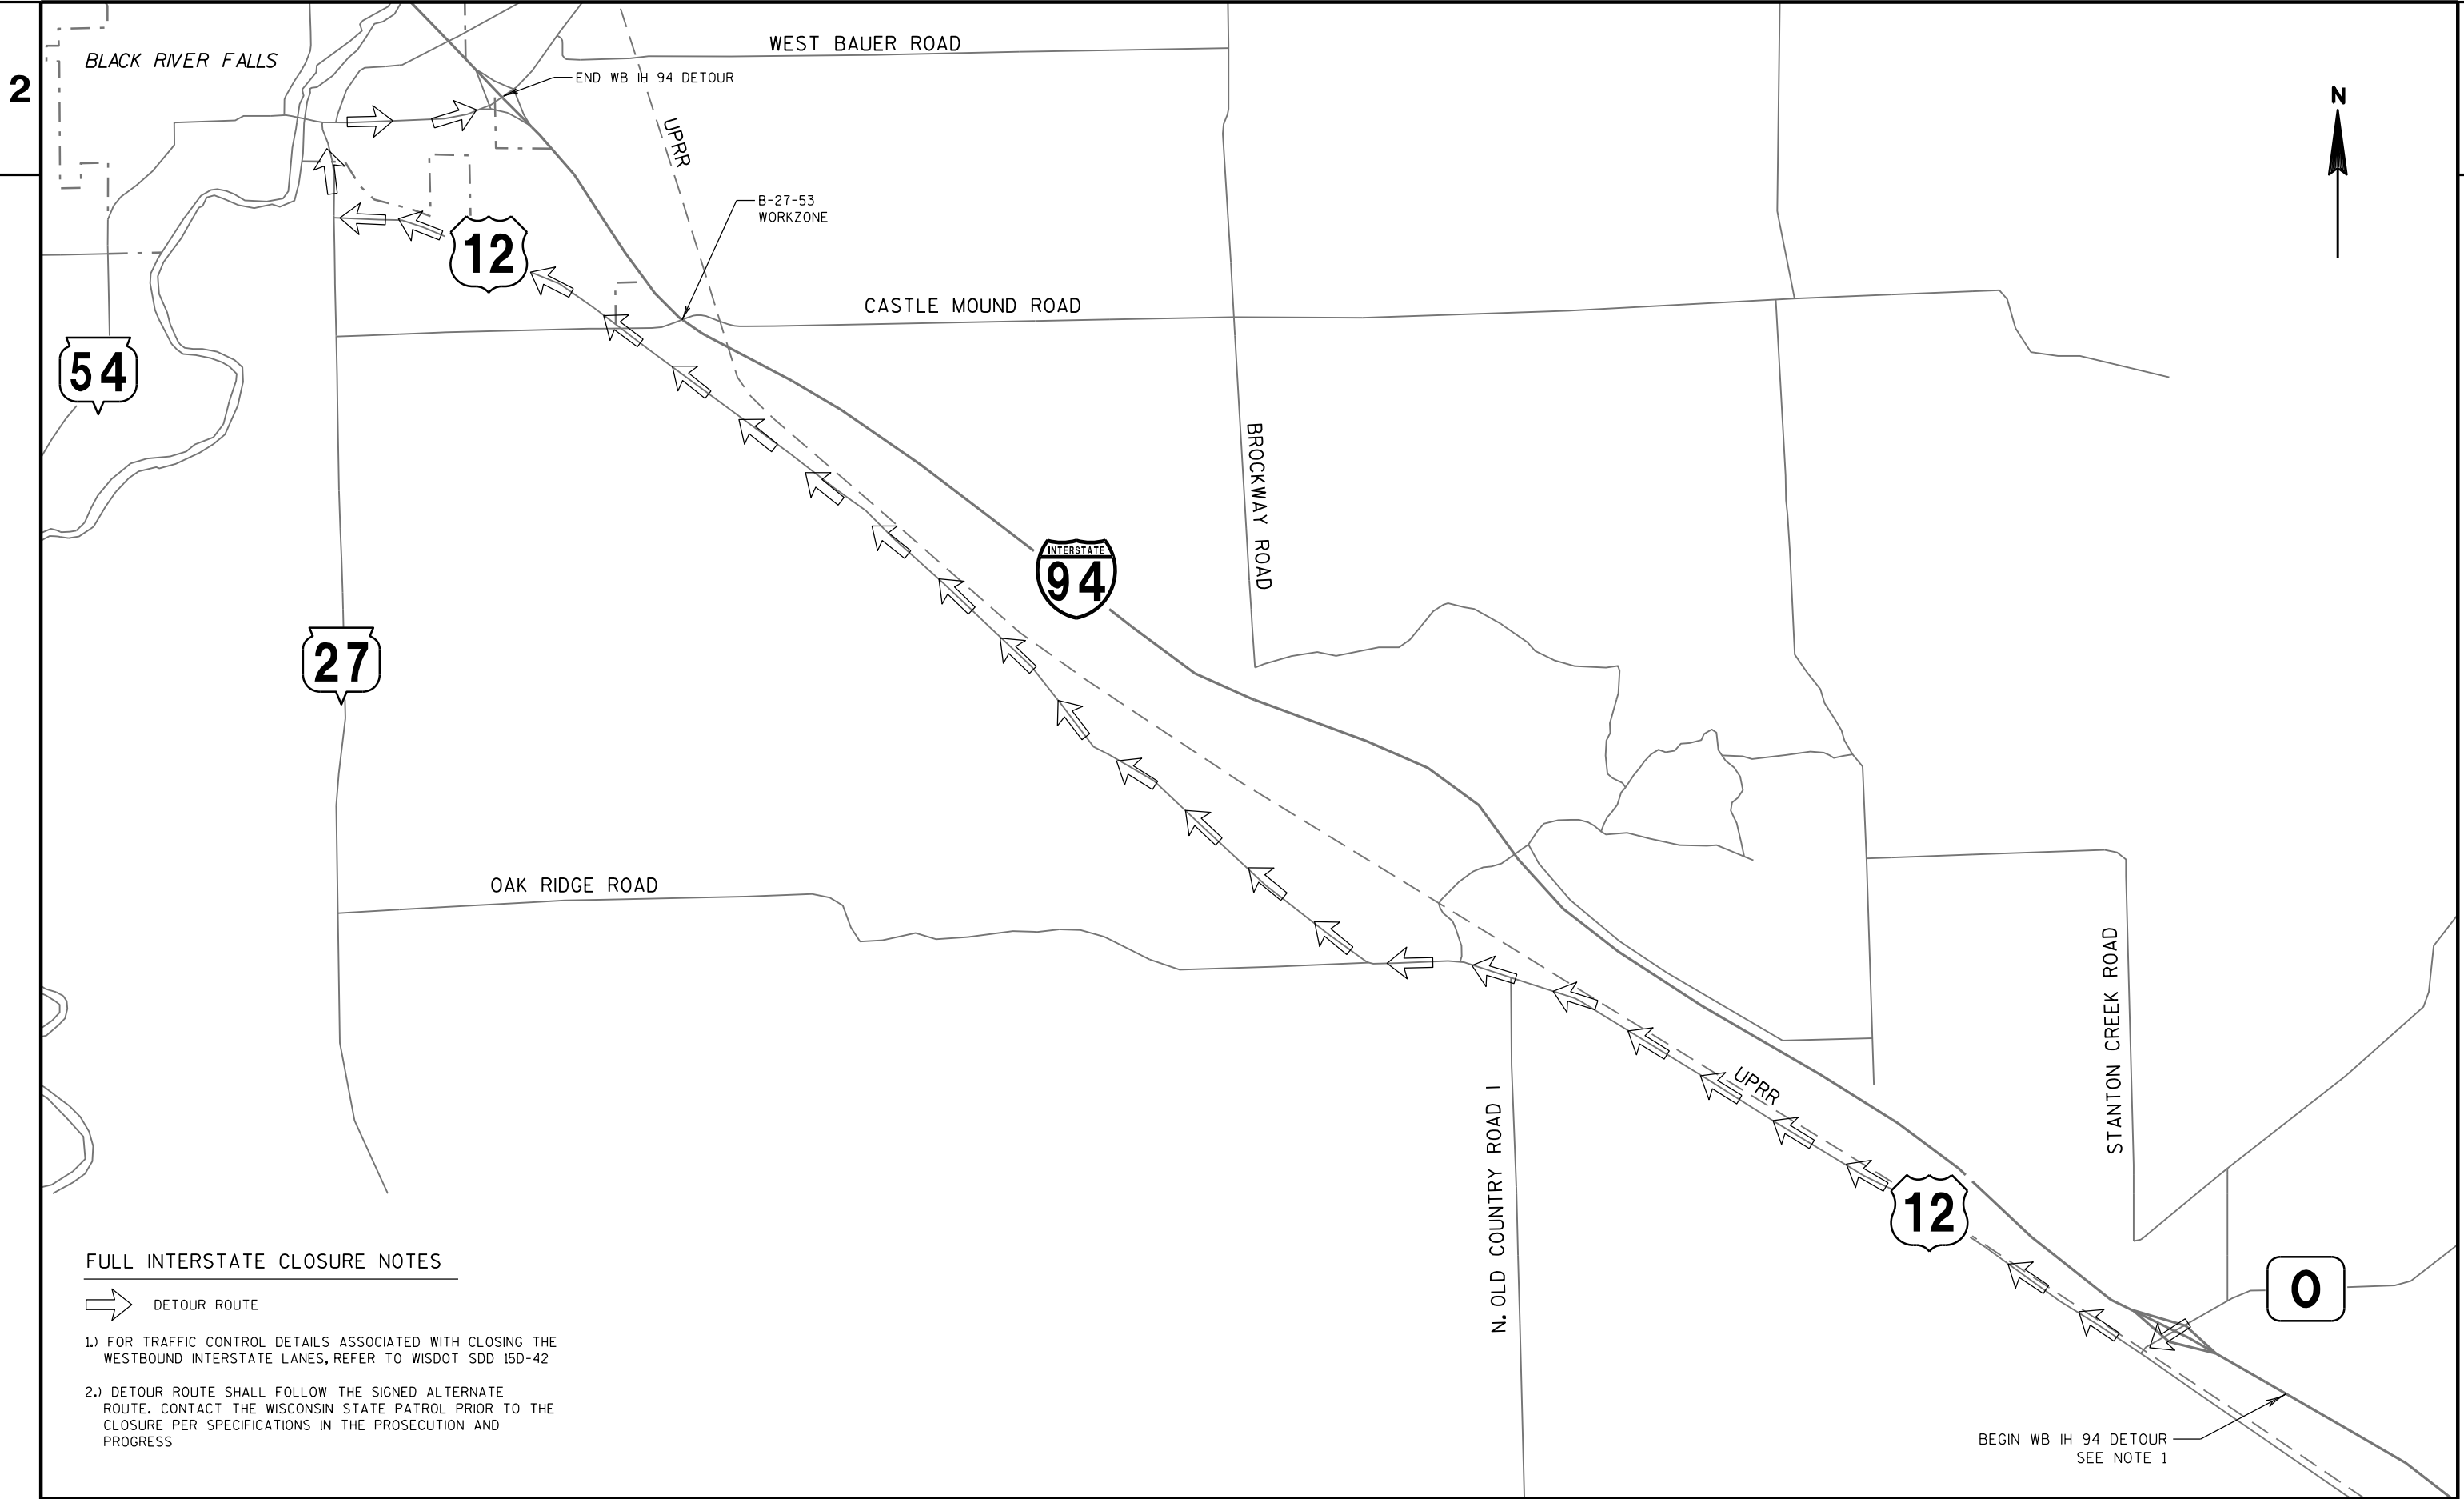 2
BLACK RIVER FALLS
WEST BAUER ROAD
END WB IH 94 DETOUR
N
UPRR
B-27-53
WORKZONE
12
CASTLE MOUND ROAD
54
BROCKWAY ROAD
INTERSTATE
94
27
OAK RIDGE ROAD
STANTON CREEK ROAD
UPRR
N. OLD COUNTRY ROAD I
12
O
FULL INTERSTATE CLOSURE NOTES
DETOUR ROUTE
1.) FOR TRAFFIC CONTROL DETAILS ASSOCIATED WITH CLOSING THE
WESTBOUND INTERSTATE LANES, REFER TO WISDOT SDD 15D-42
2.) DETOUR ROUTE SHALL FOLLOW THE SIGNED ALTERNATE
ROUTE. CONTACT THE WISCONSIN STATE PATROL PRIOR TO THE
CLOSURE PER SPECIFICATIONS IN THE PROSECUTION AND
PROGRESS
BEGIN WB IH 94 DETOUR
SEE NOTE 1